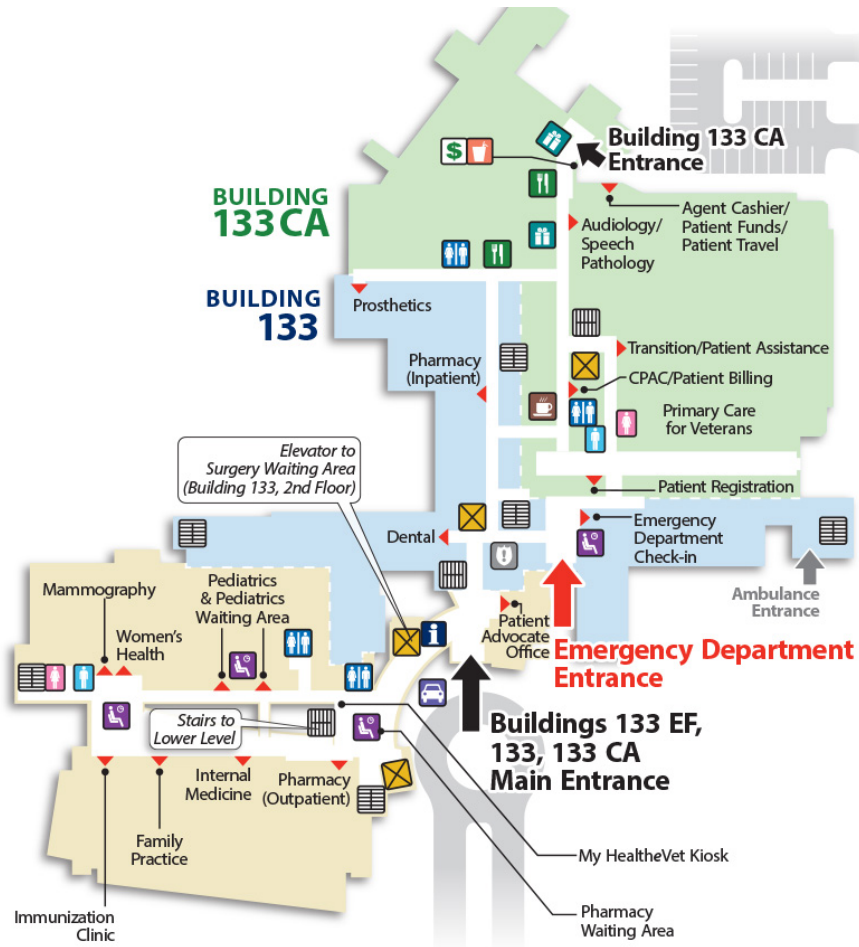 Building 133 CA
Entrance
$
BUILDING
133 CA
Audiology/
Speech
Pathology
Agent Cashier/
Patient Funds/
Patient Travel
BUILDING
133
Prosthetics
Pharmacy
(Inpatient)
Transition/Patient Assistance
CPAC/Patient Billing
Primary Care
for Veterans
Elevator to
Surgery Waiting Area
(Building 133, 2nd Floor)
Patient Registration
Dental
Emergency
Department
Check-in
Ambulance
Entrance
Mammography
Pediatrics
& Pediatrics
Waiting Area
Women's
Health
i
Patient
Advocate
Office
Emergency Department
Entrance
Stairs to
Lower Level
Buildings 133 EF,
133, 133 CA
Main Entrance
Internal
Medicine
Pharmacy
(Outpatient)
Family
Practice
My HealtheVet Kiosk
Immunization
Clinic
Pharmacy
Waiting Area